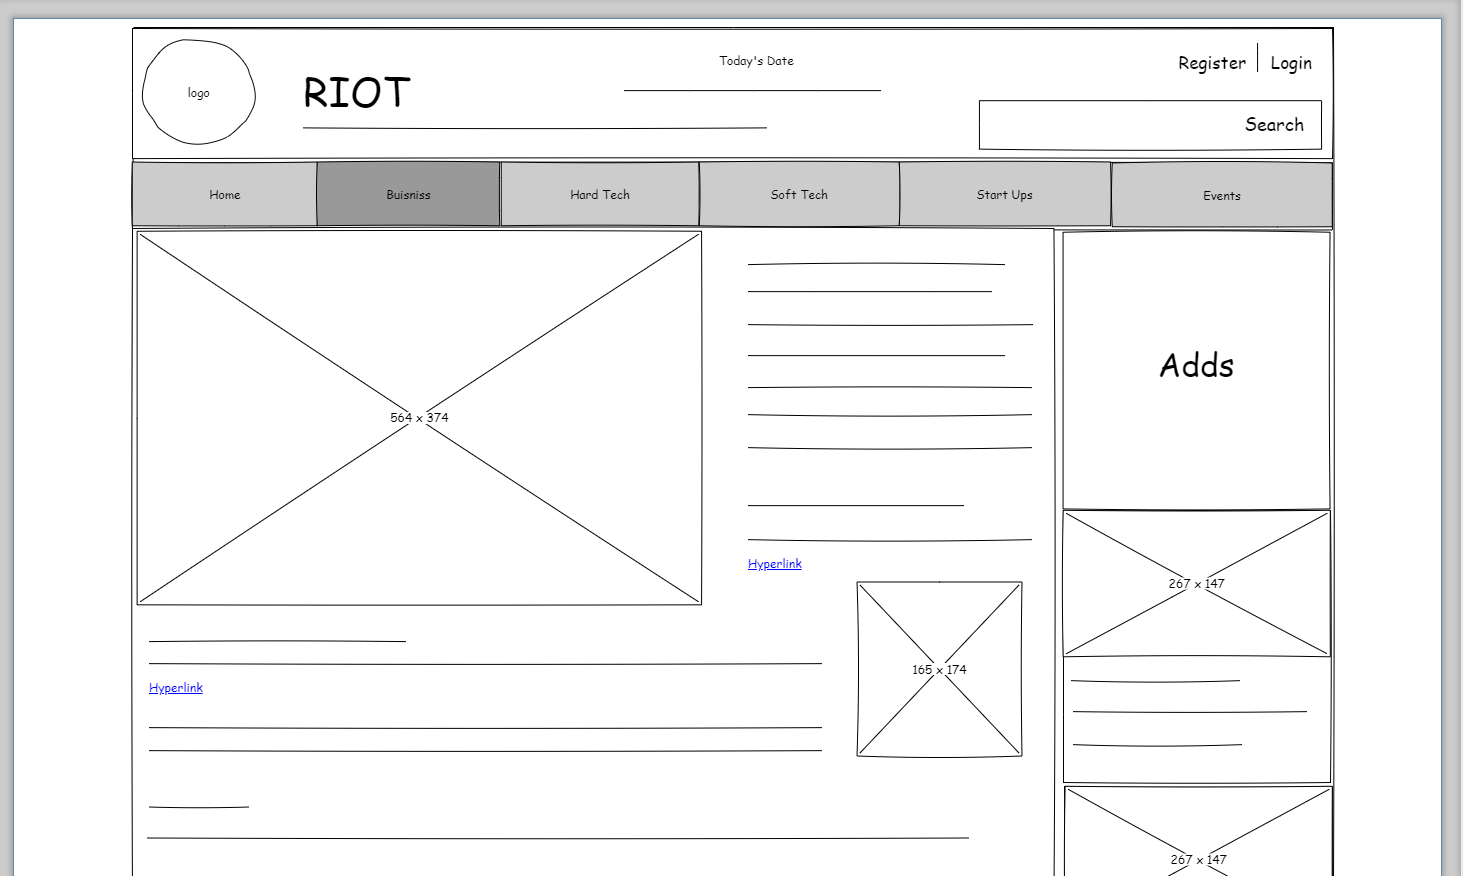 logo
RIOT
Today's Date
Register Login
Search
Home Buisniss Hard Tech Soft Tech Start Ups Events
564 x 374
Hyperlink
Adds
267 x 147
165 x 174
Hyperlink
267 x 147